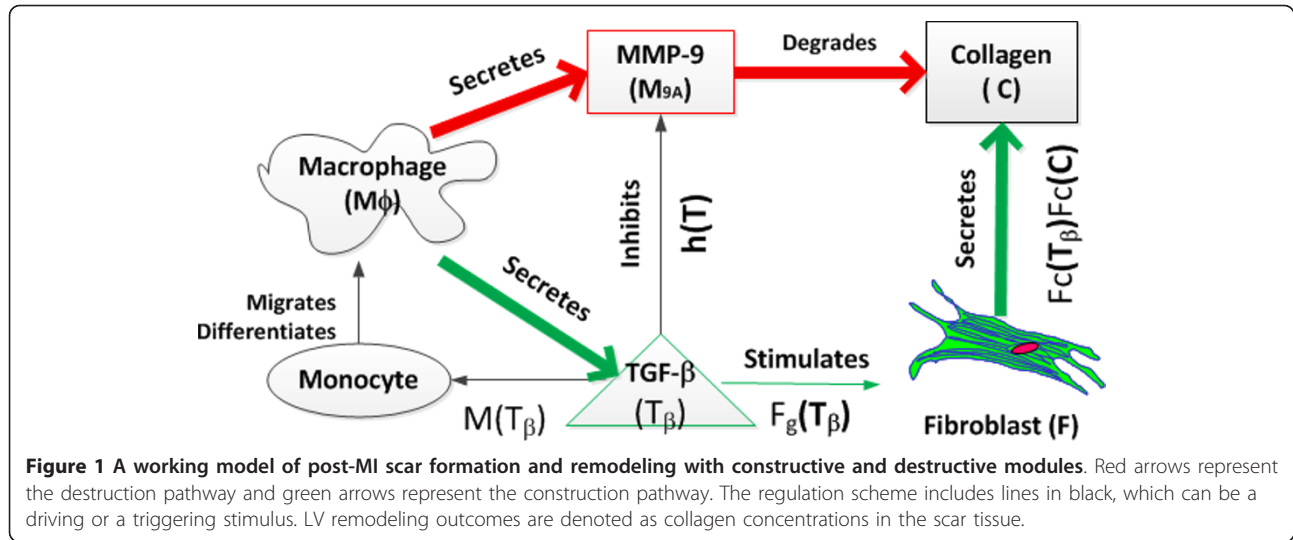 Secretes
MMP-9
(M9A)
Degrades
Collagen
( C)
Macrophage
(Mϕ)
Inhibits
h(T)
Secretes
Fc(Tβ)Fc(C)
Secretes
Migrates
Differentiates
Monocyte
M(Tβ)
TGF-β
(Tβ)
Stimulates
Fg(Tβ)
Fibroblast (F)
Figure 1 A working model of post-MI scar formation and remodeling with constructive and destructive modules. Red arrows represent
the destruction pathway and green arrows represent the construction pathway. The regulation scheme includes lines in black, which can be a
driving or a triggering stimulus. LV remodeling outcomes are denoted as collagen concentrations in the scar tissue.